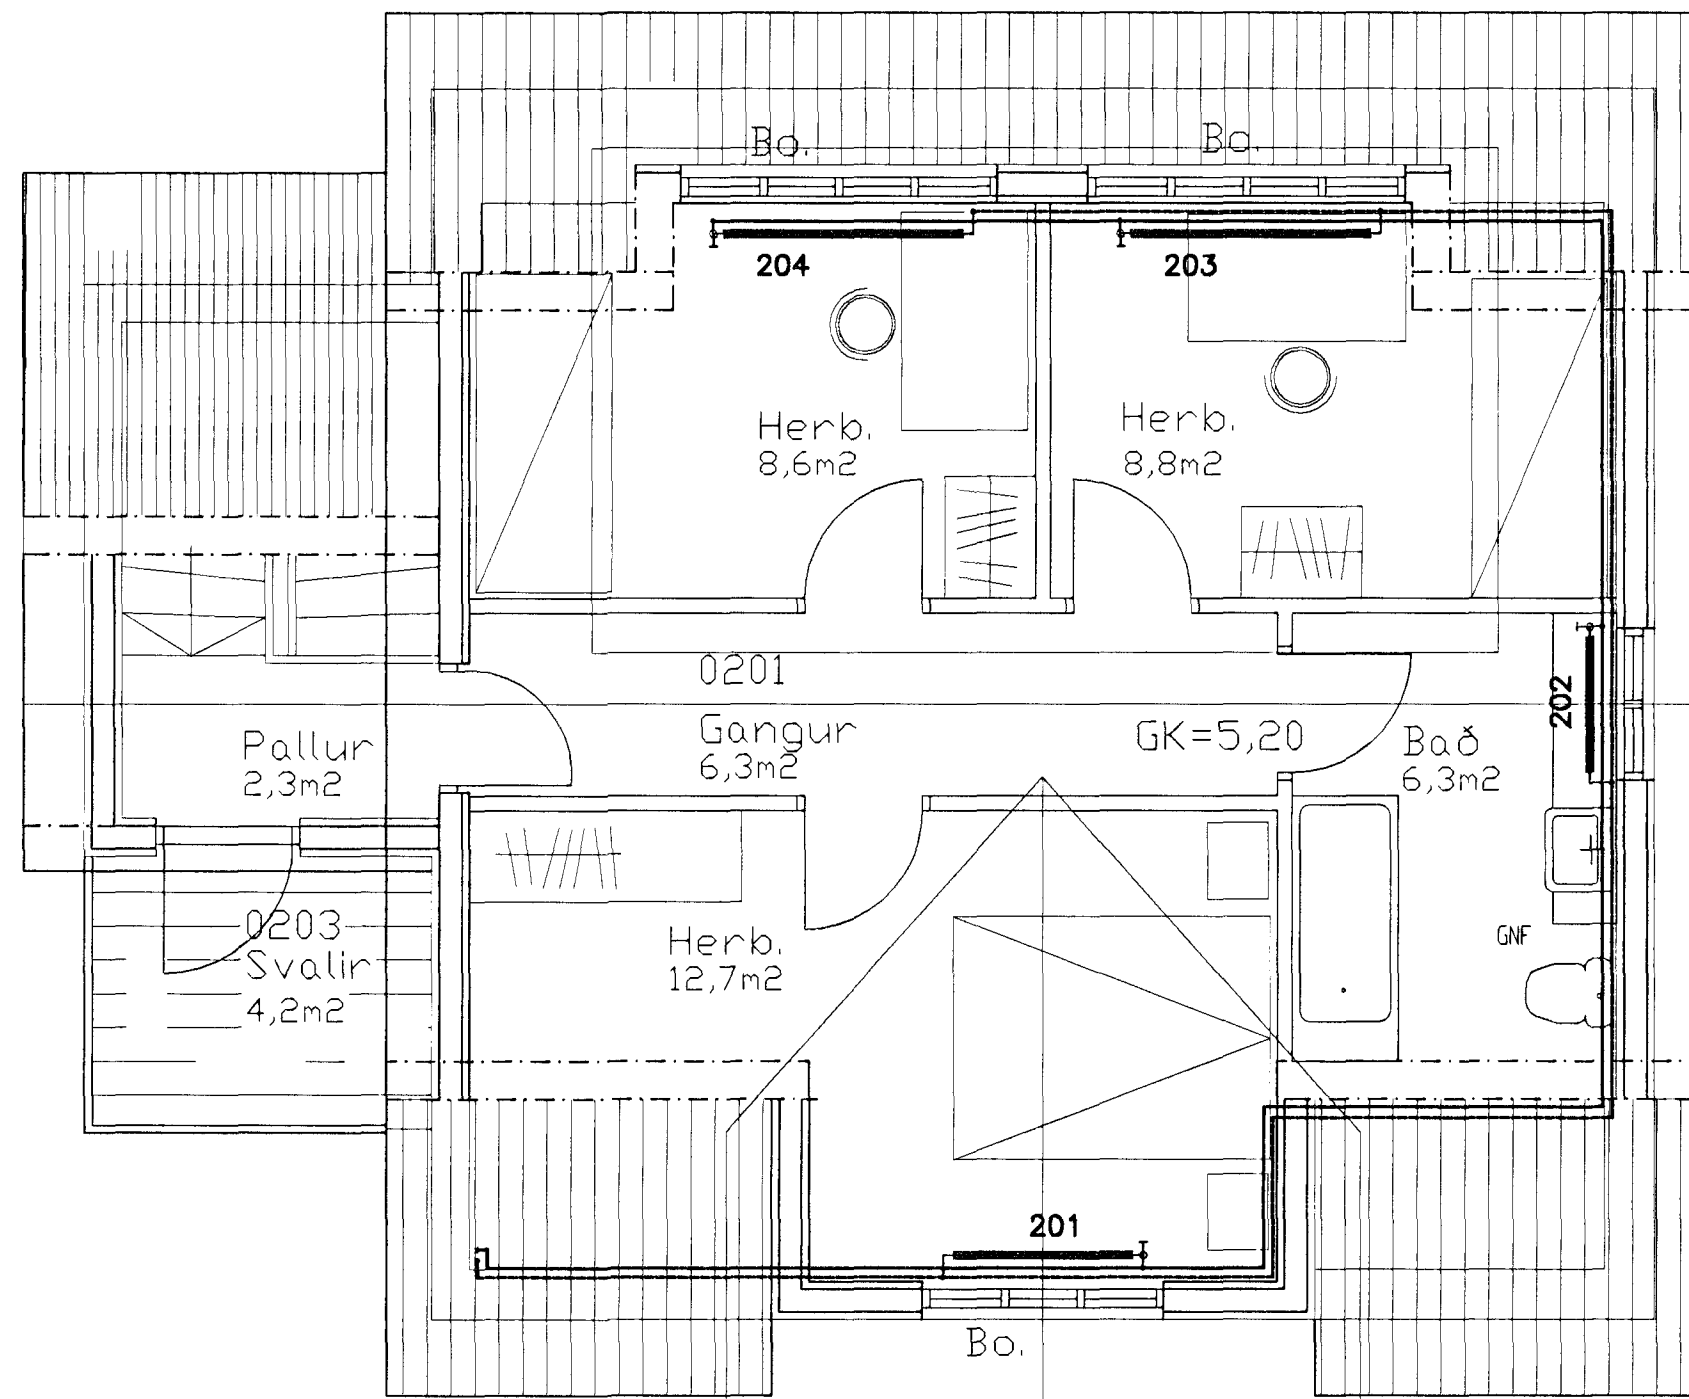 Bo.
Bo.
204
203
Herb.
8,6m2
Herb.
8,8m2
0201
Gangur
6,3m2
GK=5,20
202
Bað
6,3m2
Pallur
2,3m2
0203
Svalir
4,2m2
Herb.
12,7m2
GNF
201
Bo.